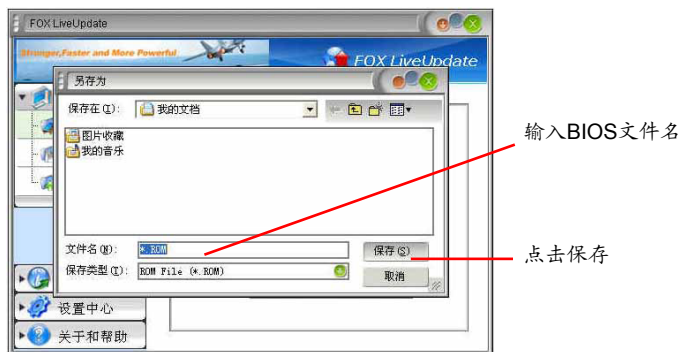 FOX LiveUpdate
Stronger,Faster and More Powerful
FOX LiveUpdate
另存为
保存在(I):
我的文档
图片收藏
我的音乐
输入BIOS文件名
文件名(N):
*.ROM
保存(S)
点击保存
保存类型(T):
ROM File (*.ROM)
取消
设置中心
关于和帮助